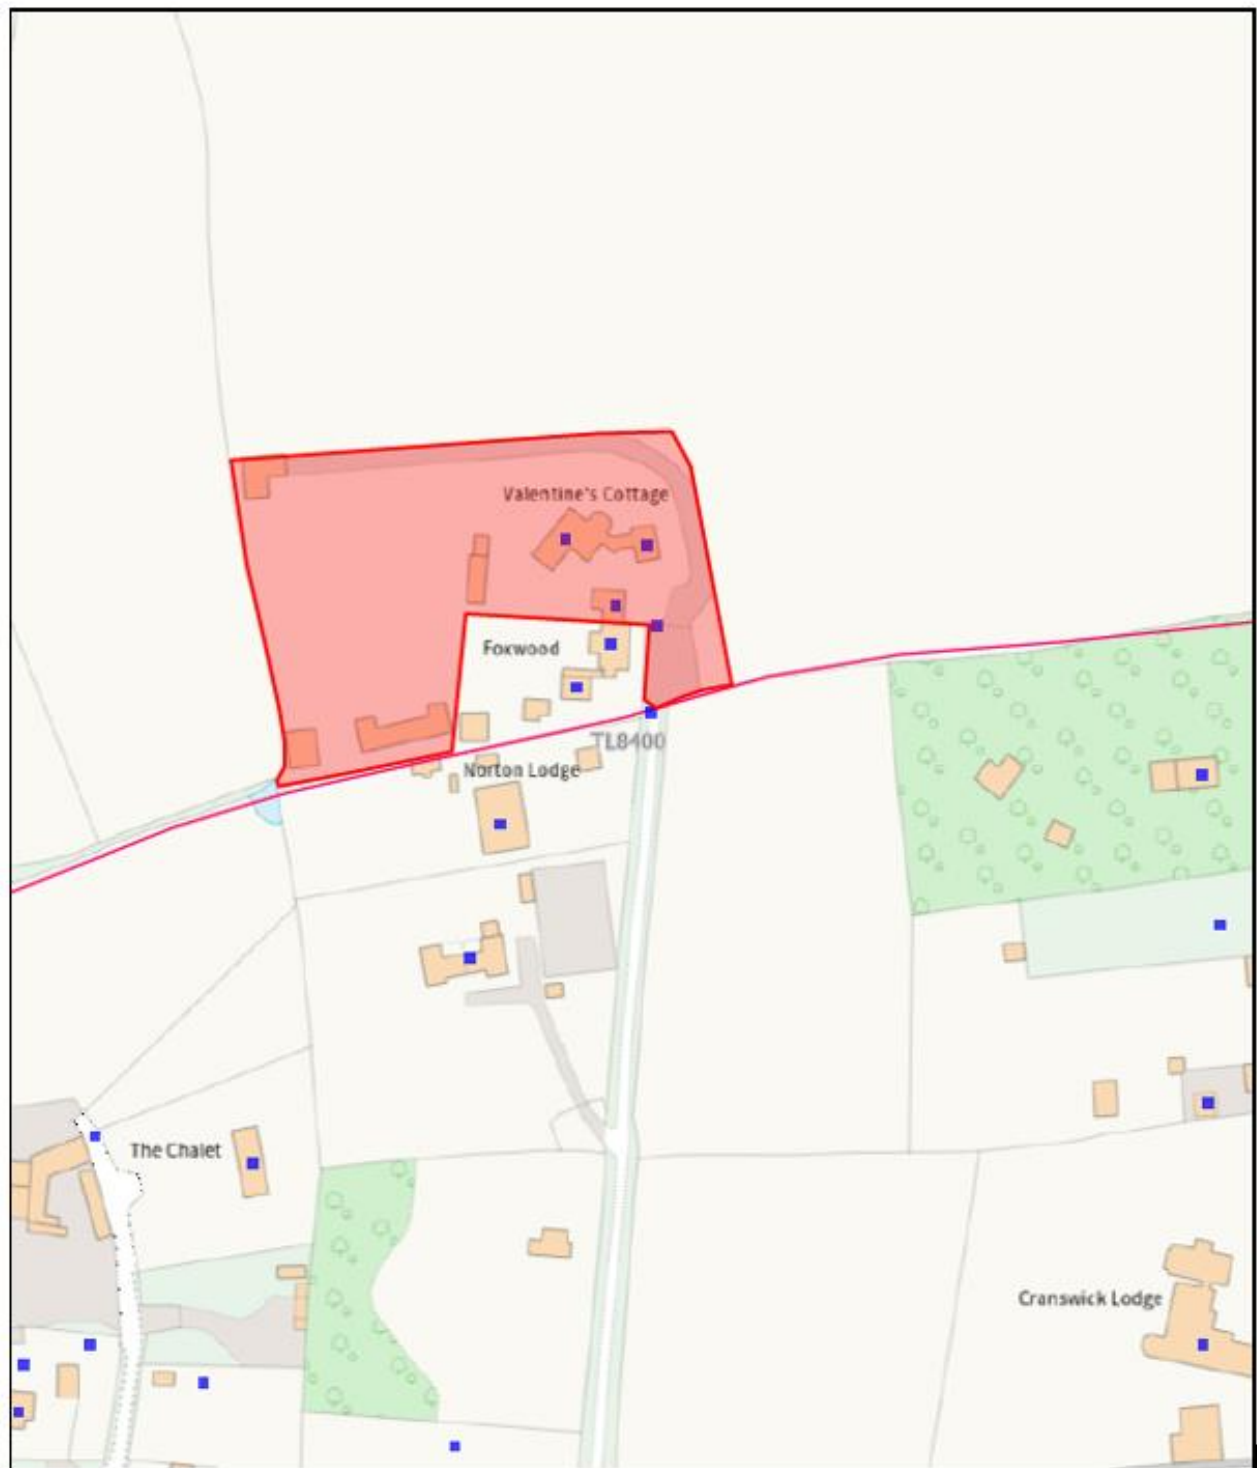 Valentine's Cottage
Foxwood
TL8400
Norton Lodge
The Chalet
Cranswick Lodge